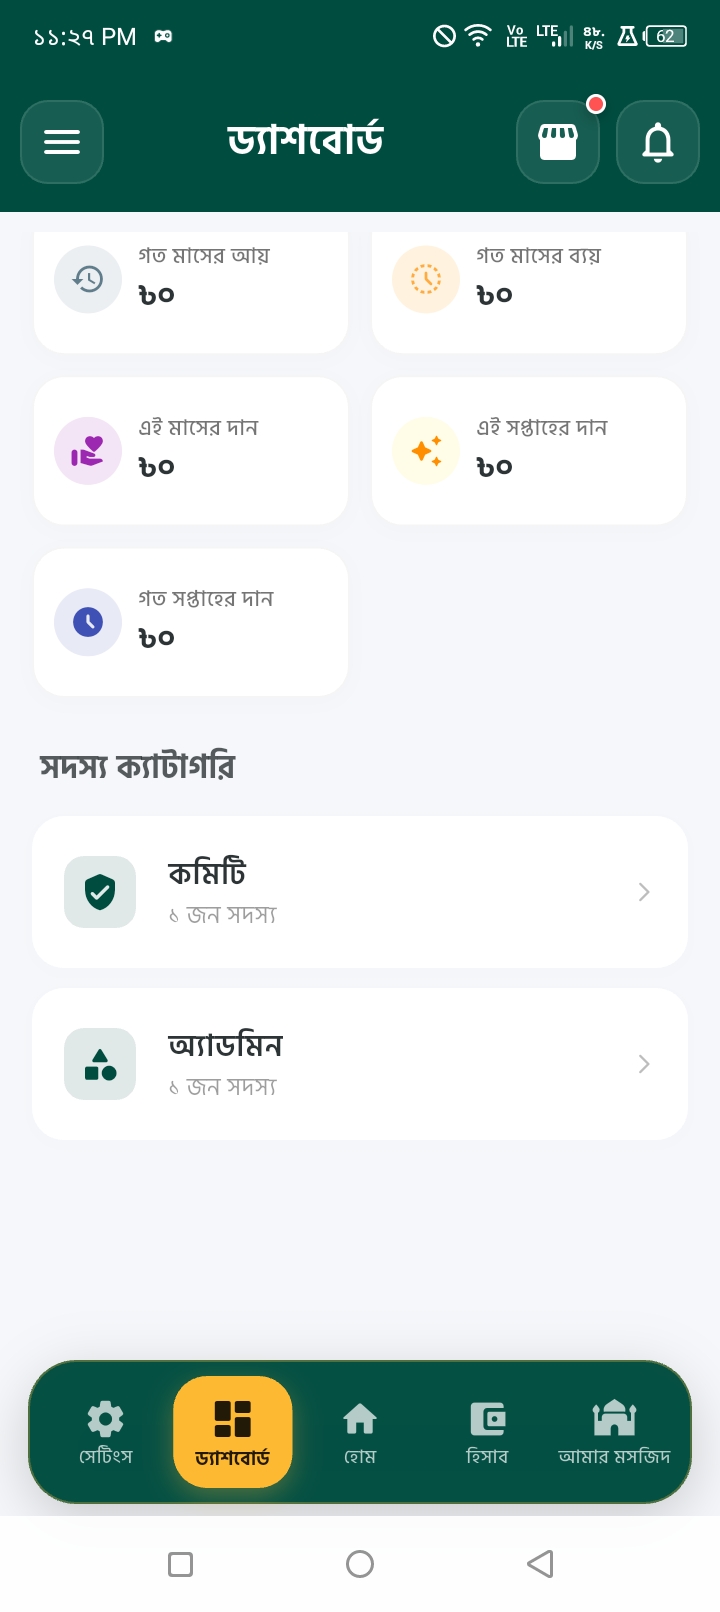 ১১:২৭ PM
Vo LTE
LTE
৪৮. K/S
62
ড্যাশবোর্ড
গত মাসের আয়
৳০
গত মাসের ব্যয়
৳০
এই মাসের দান
৳০
এই সপ্তাহের দান
৳০
গত সপ্তাহের দান
৳০
সদস্য ক্যাটাগরি
কমিটি
১ জন সদস্য
অ্যাডমিন
১ জন সদস্য
সেটিংস
ড্যাশবোর্ড
হোম
হিসাব
আমার মসজিদ